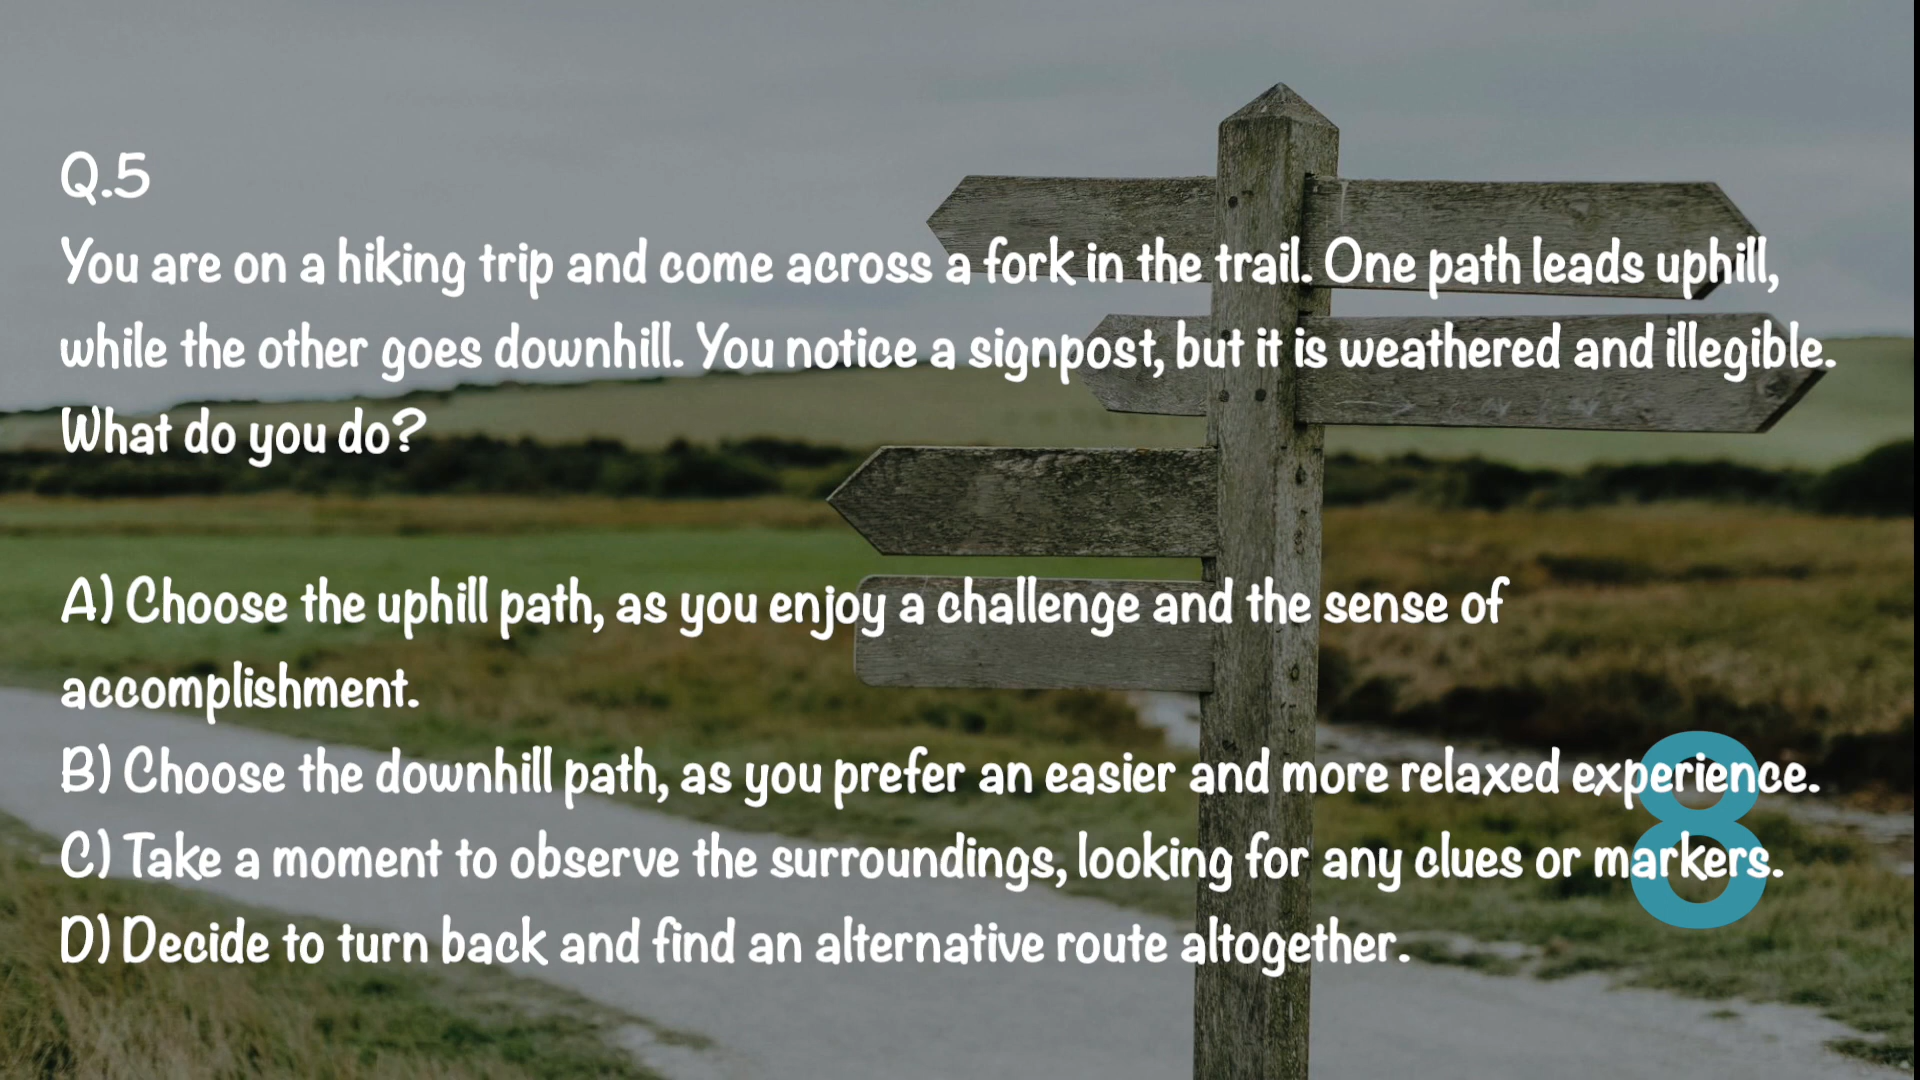 Q.5
You are on a hiking trip and come across a fork in the trail. One path leads uphill,
while the other goes downhill. You notice a signpost, but it is weathered and illegible.
What do you do?
A) Choose the uphill path, as you enjoy a challenge and the sense of
accomplishment.
B) Choose the downhill path, as you prefer an easier and more relaxed experience.
C) Take a moment to observe the surroundings, looking for any clues or markers.
D) Decide to turn back and find an alternative route altogether.
8